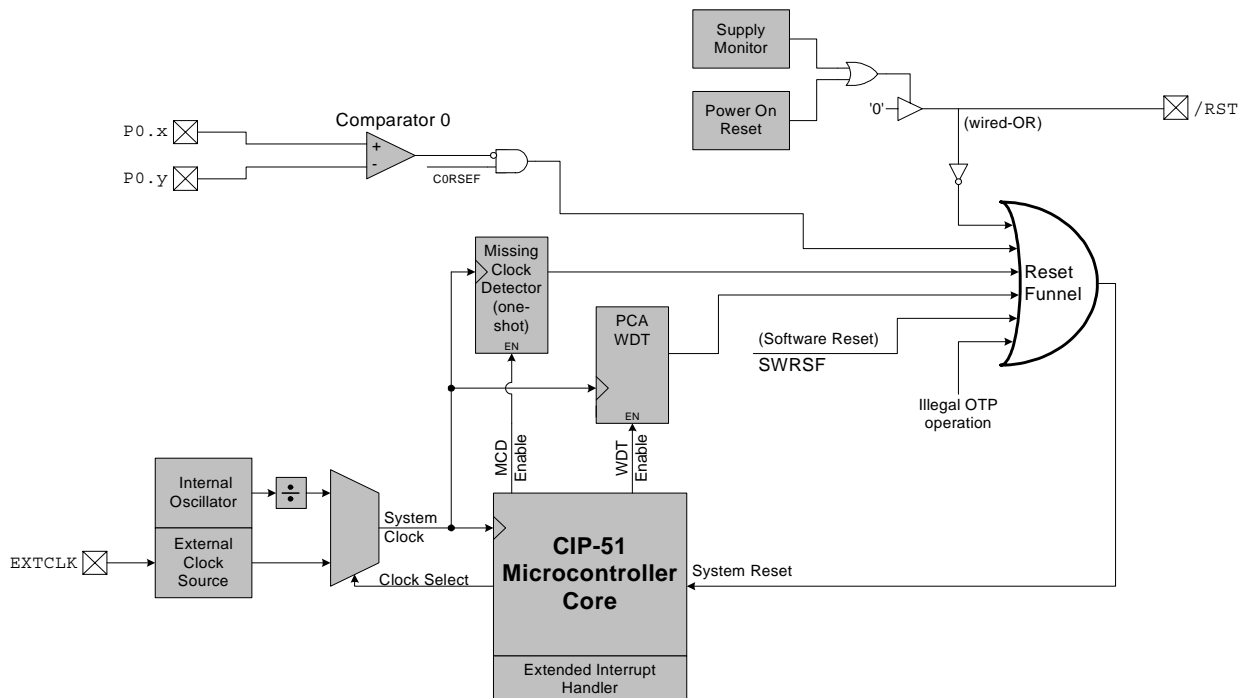 Supply
Monitor
Power On
Reset
'0'
(wired-OR)
/RST
P0.x
P0.y
Comparator 0
+
-
C0RSEF
Missing
Clock
Detector
(one-
shot)
EN
PCA
WDT
EN
(Software Reset)
SWRSF
Reset
Funnel
Illegal OTP
operation
MCD
Enable
WDT
Enable
Internal
Oscillator
÷
External
Clock
Source
EXTCLK
System
Clock
Clock Select
CIP-51
Microcontroller
Core
System Reset
Extended Interrupt
Handler